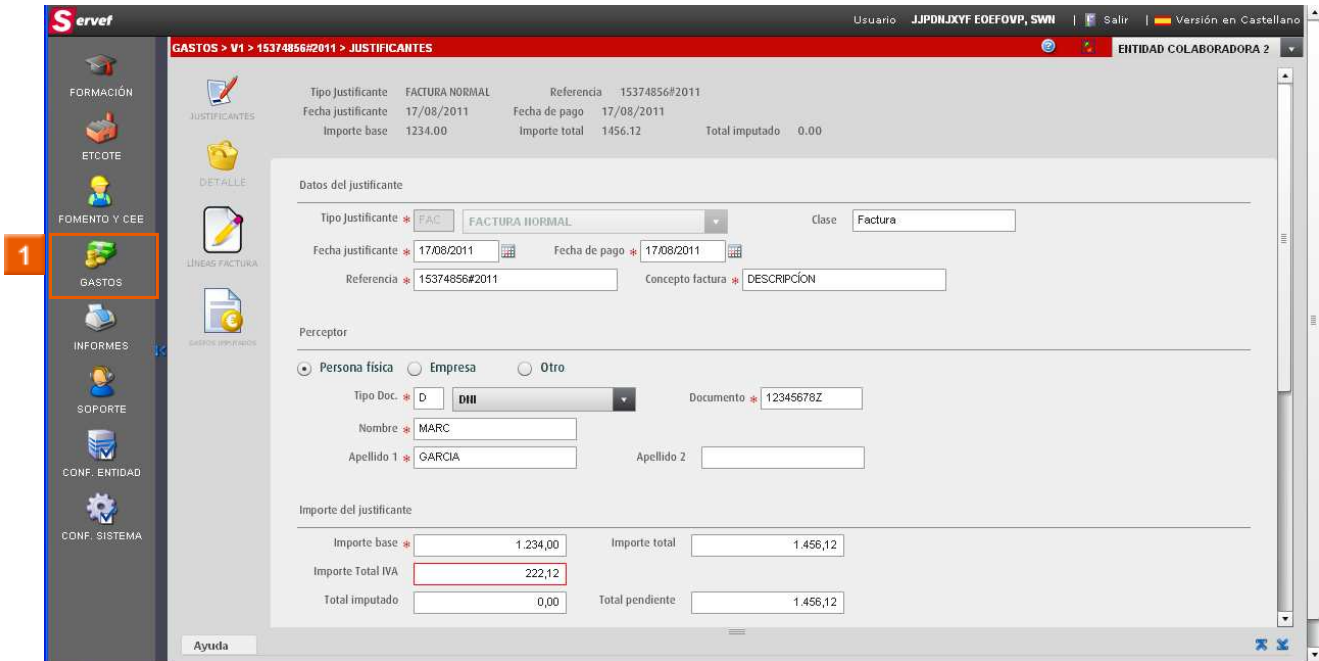 Servef Usuario JJPDNJXYF EOEFOVP, SWN | Salir | Versión en Castellano
GASTOS > V1 > 15374856#2011 > JUSTIFICANTES ENTIDAD COLABORADORA 2
FORMACIÓN
ETCOTE
FOMENTO Y CEE
1
GASTOS
INFORMES
SOPORTE
CONF. ENTIDAD
CONF. SISTEMA
JUSTIFICANTES
DETALLE
LÍNEAS FACTURA
GASTOS IMPUTADOS
Tipo Justificante FACTURA NORMAL Referencia 15374856#2011
Fecha justificante 17/08/2011 Fecha de pago 17/08/2011
Importe base 1234.00 Importe total 1456.12 Total imputado 0.00
Datos del justificante
Tipo Justificante * FAC FACTURA NORMAL Clase Factura
Fecha justificante * 17/08/2011 Fecha de pago * 17/08/2011
Referencia * 15374856#2011 Concepto factura * DESCRIPCÍON
Perceptor
Persona física Empresa Otro
Tipo Doc. * D DNI Documento * 12345678Z
Nombre * MARC
Apellido 1 * GARCIA Apellido 2
Importe del justificante
Importe base * 1.234,00 Importe total 1.456,12
Importe Total IVA 222,12
Total imputado 0,00 Total pendiente 1.456,12
Ayuda